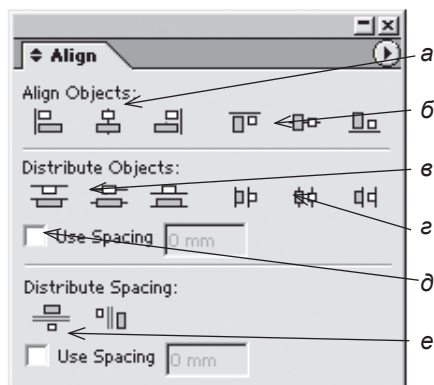 Align
а
Align Objects:
б
Distribute Objects:
в
г
Use Spacing 0 mm
д
Distribute Spacing:
е
Use Spacing 0 mm